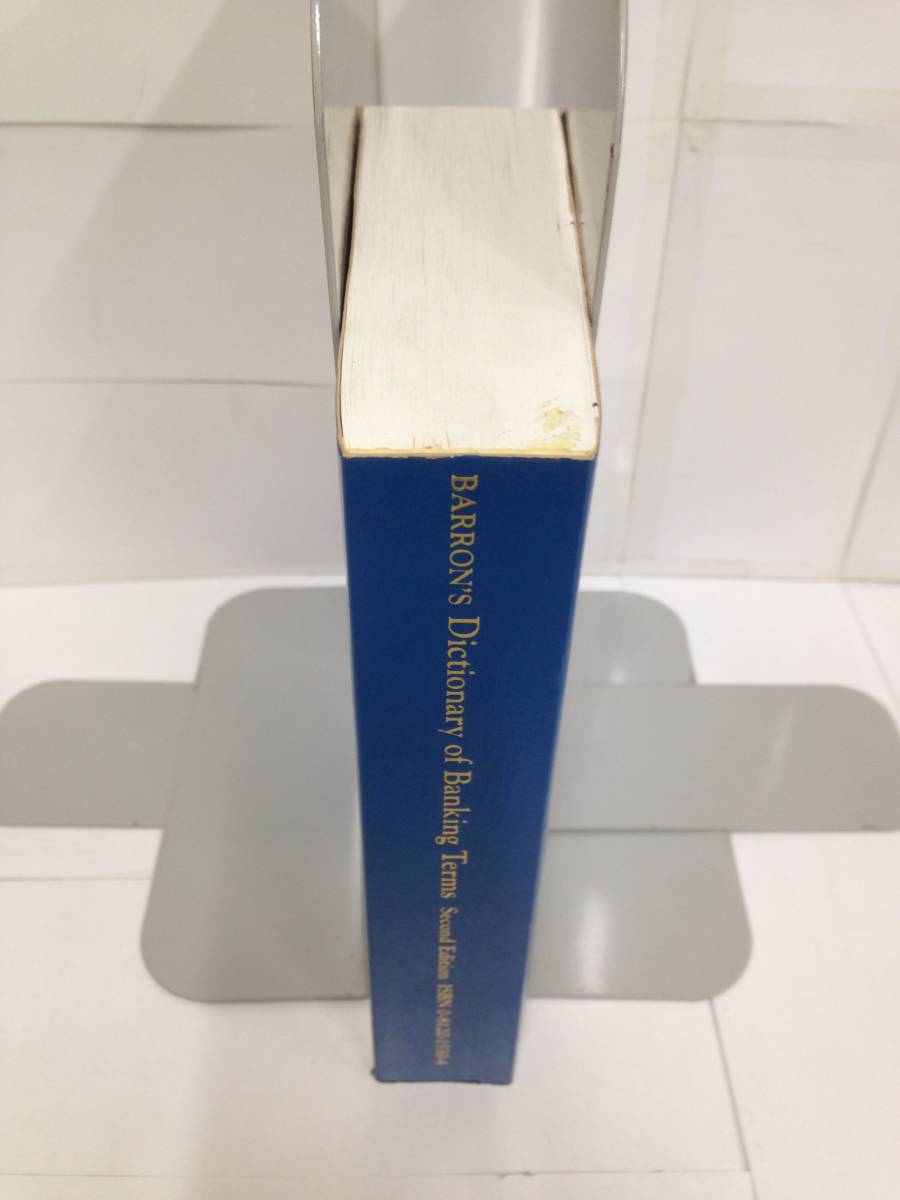 BARRON'S Dictionary of Banking Terms Second Edition ISBN